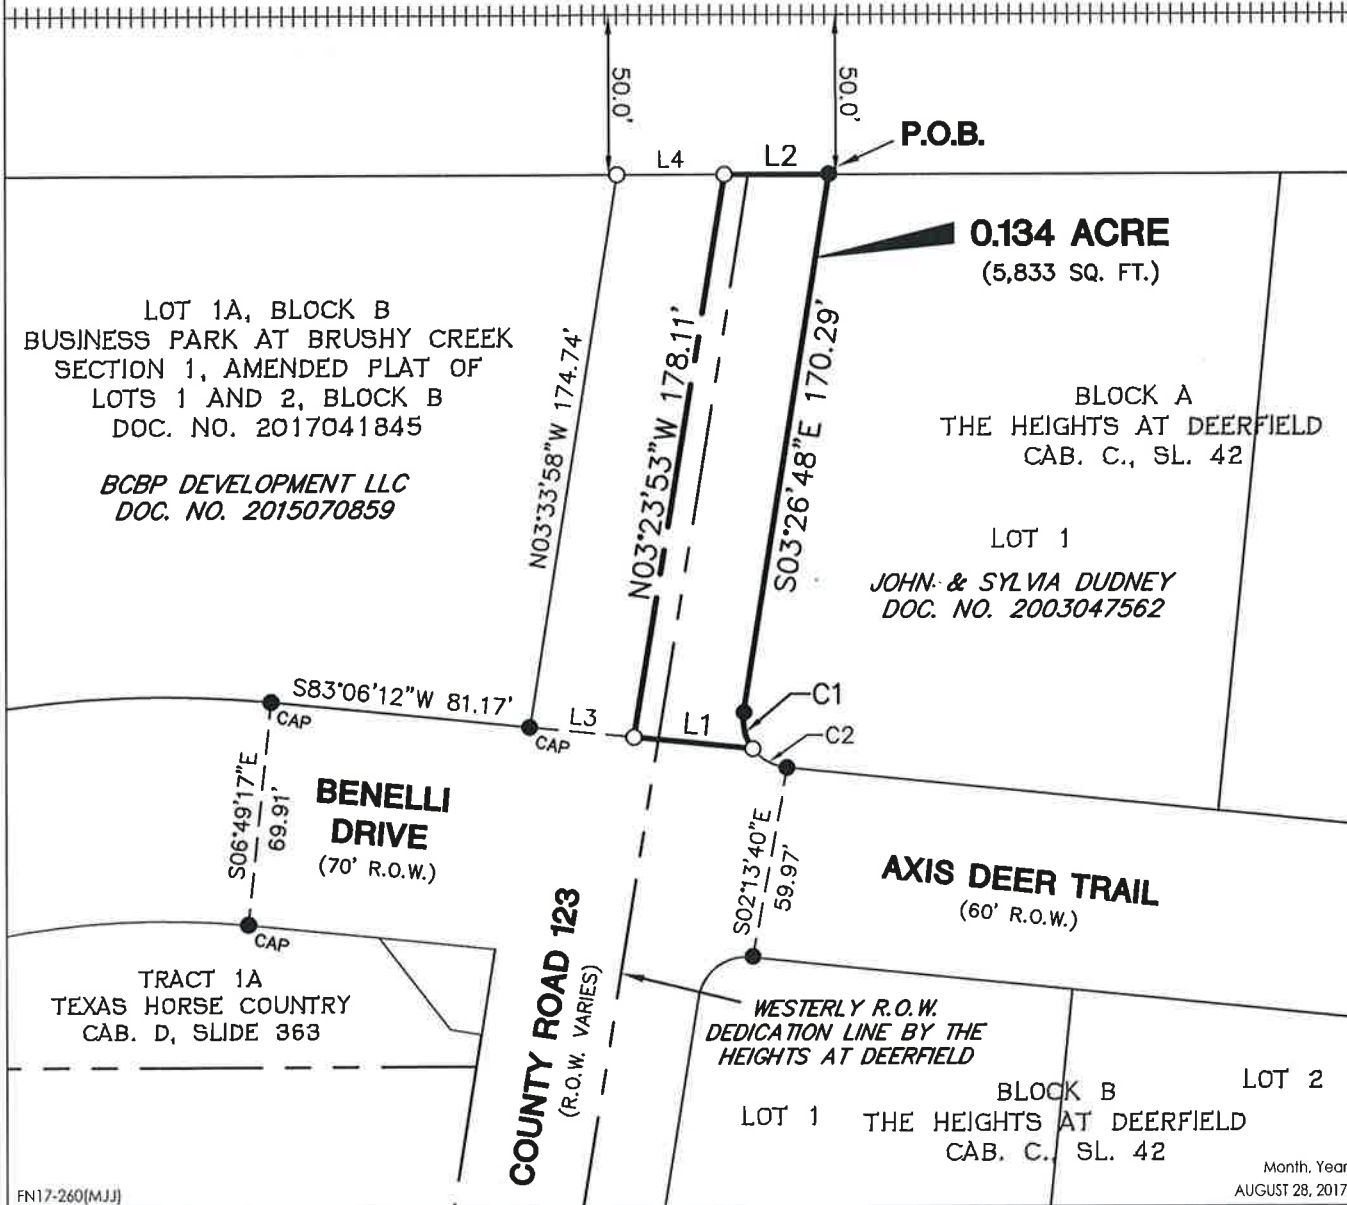 50.0'
50.0'
P.O.B.
L4
L2
0.134 ACRE
(5,833 SQ. FT.)
LOT 1A, BLOCK B
BUSINESS PARK AT BRUSHY CREEK
SECTION 1, AMENDED PLAT OF
LOTS 1 AND 2, BLOCK B
DOC. NO. 2017041845
BCBP DEVELOPMENT LLC
DOC. NO. 2015070859
N03°33'58"W 174.74'
N03°23'53"W 178.11'
S03°26'48"E 170.29'
BLOCK A
THE HEIGHTS AT DEERFIELD
CAB. C., SL. 42
LOT 1
JOHN & SYLVIA DUDNEY
DOC. NO. 2003047562
S83°06'12"W 81.17'
CAP
L3
CAP
L1
C1
C2
S06°49'17"E
69.91'
BENELLI
DRIVE
(70' R.O.W.)
CAP
S02°13'40"E
59.97'
AXIS DEER TRAIL
(60' R.O.W.)
COUNTY ROAD 123
(R.O.W. VARIES)
TRACT 1A
TEXAS HORSE COUNTRY
CAB. D, SLIDE 363
WESTERLY R.O.W.
DEDICATION LINE BY THE
HEIGHTS AT DEERFIELD
LOT 1
BLOCK B
THE HEIGHTS AT DEERFIELD
CAB. C., SL. 42
LOT 2
Month, Year
AUGUST 28, 2017
FN17-260(MJJ)